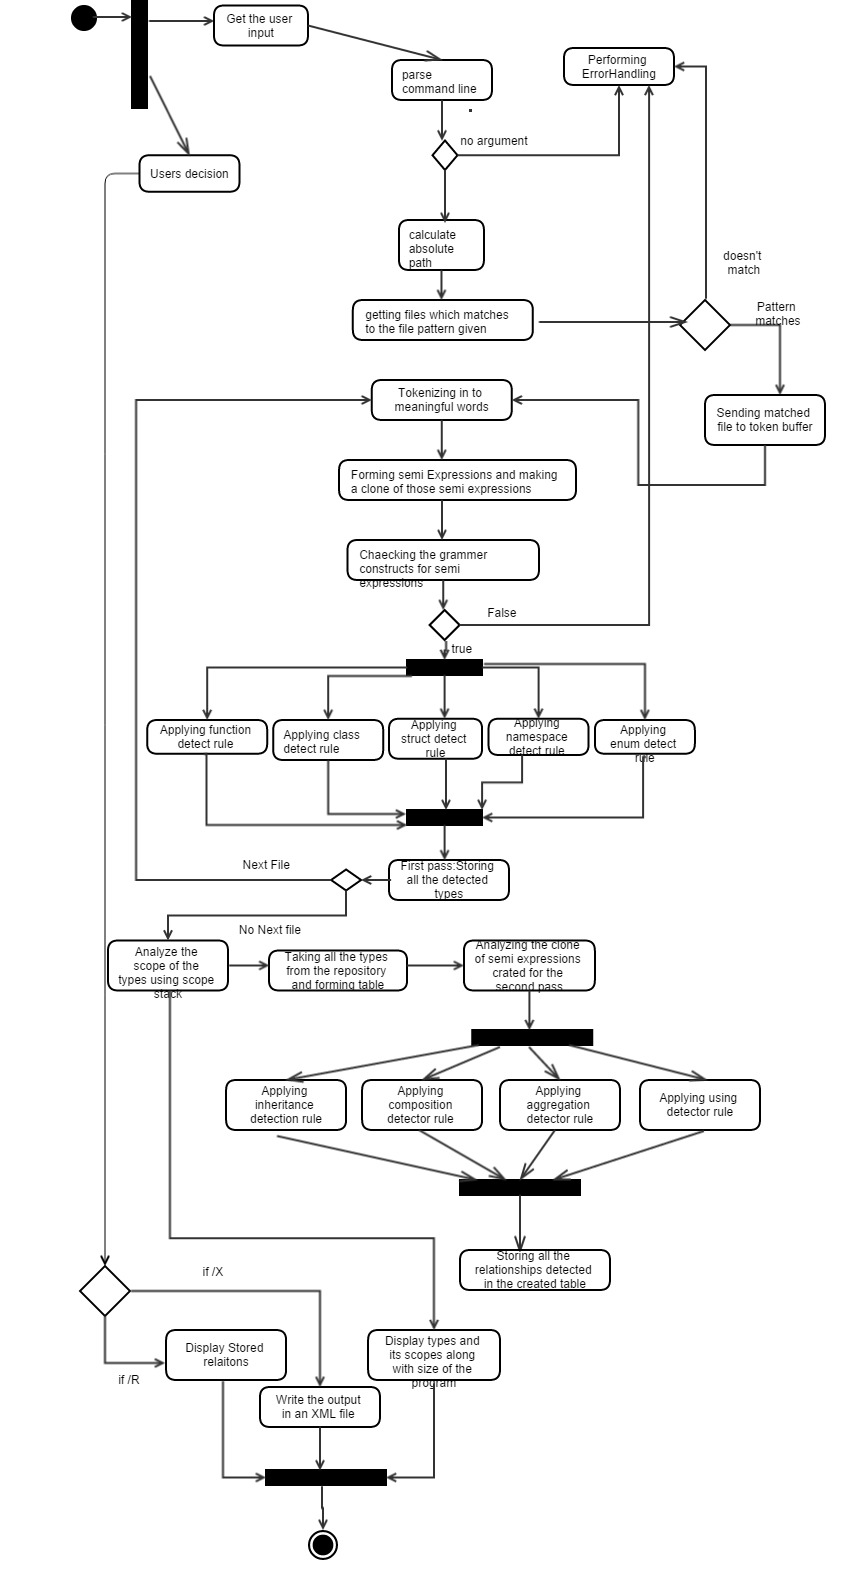 Get the user
input
parse
command line
Performing
ErrorHandling
no argument
Users decision
calculate
absolute
path
doesn't
match
getting files which matches
to the file pattern given
Pattern
matches
Tokenizing in to
meaningful words
Sending matched
file to token buffer
Forming semi Expressions and making
a clone of those semi expressions
Chaecking the grammer
constructs for semi
expressions
False
true
Applying function
detect rule
Applying class
detect rule
Applying
struct detect
rule
Applying
namespace
detect rule
Applying
enum detect
rule
Next File
First pass:Storing
all the detected
types
No Next file
Analyze the
scope of the
types using scope
stack
Taking all the types
from the repository
and forming table
Analyzing the clone
of semi expressions
crated for the
second pass
Applying
inheritance
detection rule
Applying
composition
detector rule
Applying
aggregation
detector rule
Applying using
detector rule
Storing all the
relationships detected
in the created table
if /X
Display Stored
relaitons
if /R
Display types and
its scopes along
with size of the
program
Write the output
in an XML file